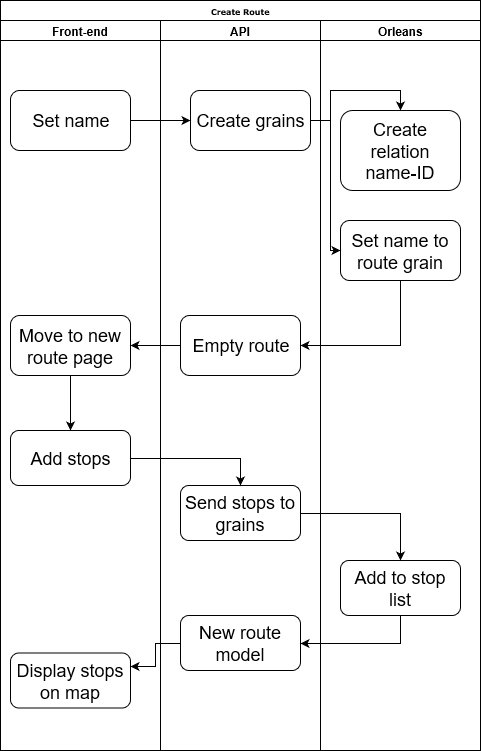 Create Route
Front-end
API
Orleans
Set name
Create grains
Create
relation
name-ID
Set name to
route grain
Move to new
route page
Empty route
Add stops
Send stops to
grains
Add to stop
list
New route
model
Display stops
on map